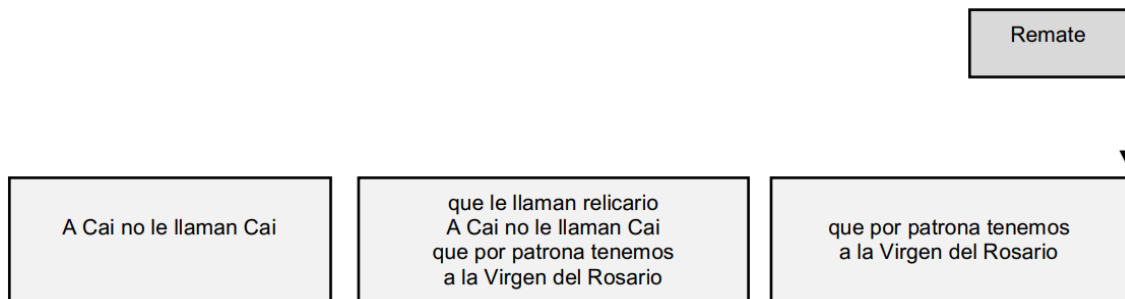 Remate
A Cai no le llaman Cai
que le llaman relicario
A Cai no le llaman Cai
que por patrona tenemos
a la Virgen del Rosario
que por patrona tenemos
a la Virgen del Rosario